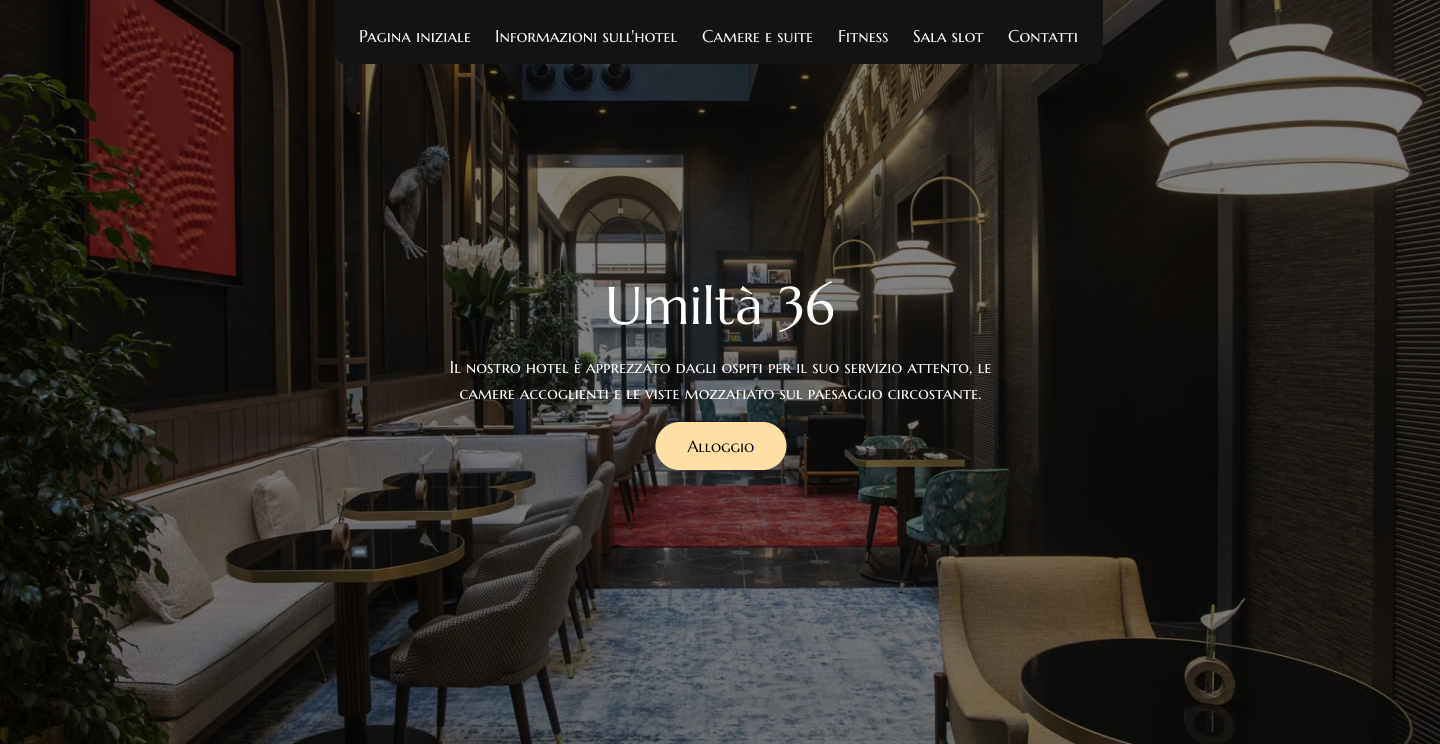 Pagina iniziale Informazioni sull'hotel Camere e suite Fitness Sala slot Contatti
Umiltà 36
Il nostro hotel è apprezzato dagli ospiti per il suo servizio attento, le
camere accoglienti e le viste mozzafiato sul paesaggio circostante.
Alloggio